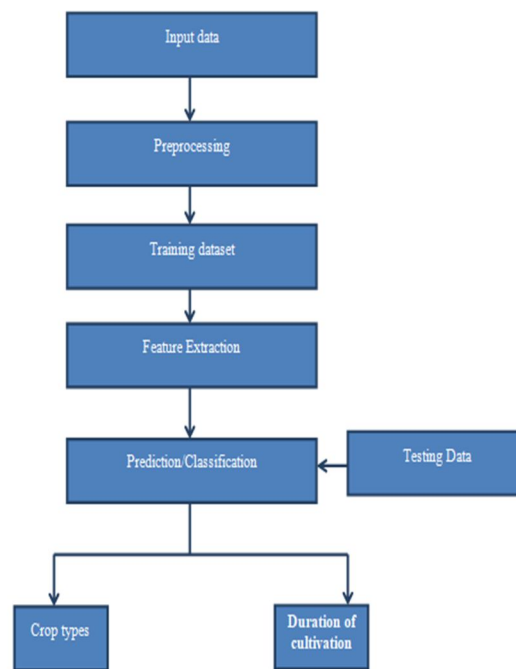 Input data
Preprocessing
Training dataset
Feature Extraction
Prediction/Classification
Testing Data
Crop types
Duration of
cultivation